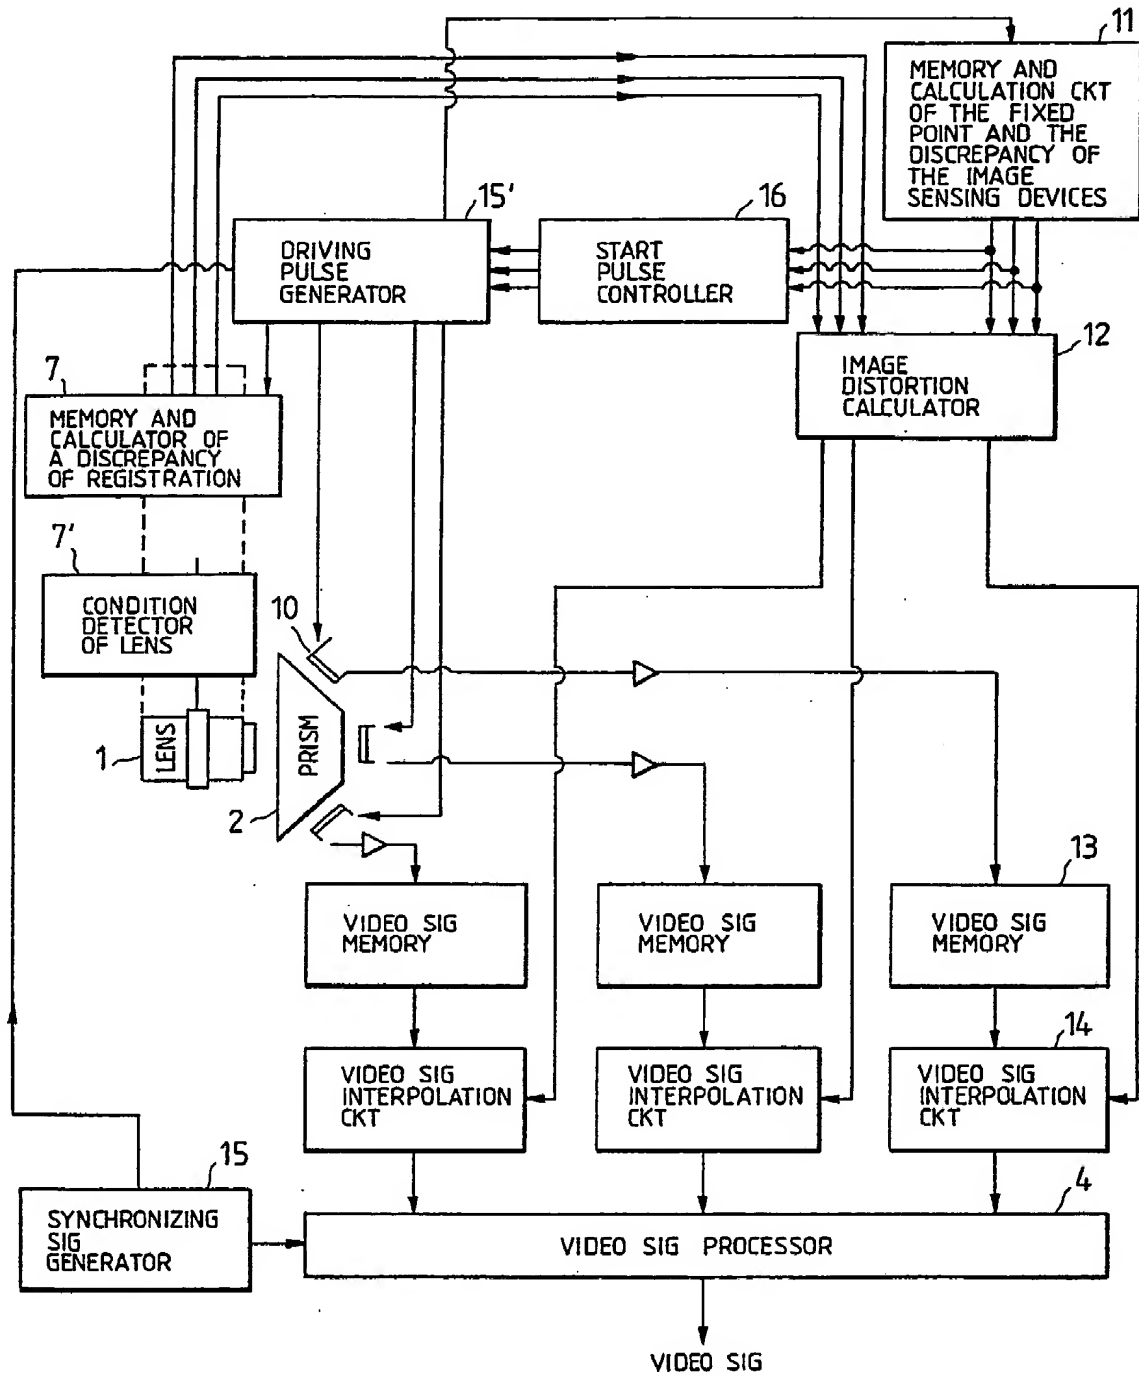 11
MEMORY AND
CALCULATION CKT
OF THE FIXED
POINT AND THE
DISCREPANCY OF
THE IMAGE
SENSING DEVICES
15'
DRIVING
PULSE
GENERATOR
16
START
PULSE
CONTROLLER
12
IMAGE
DISTORTION
CALCULATOR
7
MEMORY AND
CALCULATOR OF
A DISCREPANCY
OF REGISTRATION
7'
CONDITION
DETECTOR
OF LENS
10
1
LENS
PRISM
2
VIDEO SIG
MEMORY
VIDEO SIG
MEMORY
13
VIDEO SIG
MEMORY
VIDEO SIG
INTERPOLATION
CKT
VIDEO SIG
INTERPOLATION
CKT
14
VIDEO SIG
INTERPOLATION
CKT
15
SYNCHRONIZING
SIG
GENERATOR
4
VIDEO SIG PROCESSOR
VIDEO SIG